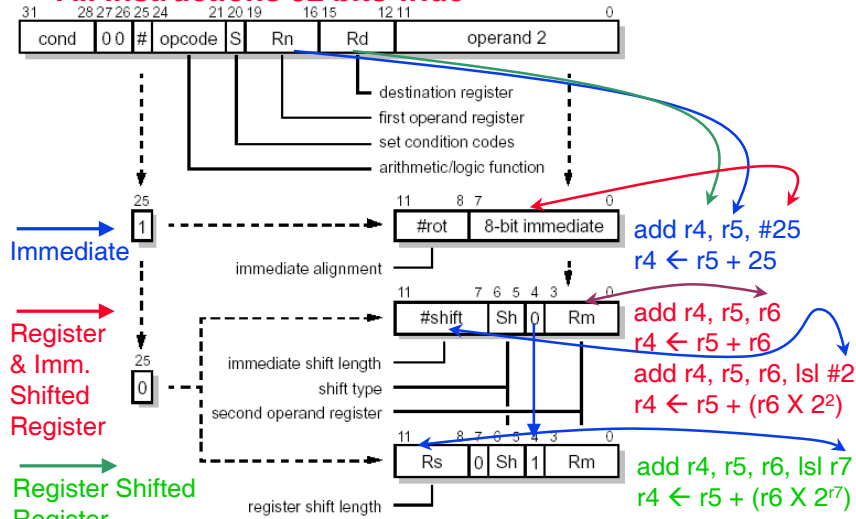 All instructions 32 bits wide
31 28 27 26 25 24 21 20 19 16 15 12 11 0
cond 0 0 # opcode S Rn Rd operand 2
destination register
first operand register
set condition codes
arithmetic/logic function
25
1
11 8 7 0
#rot 8-bit immediate
immediate alignment
Immediate
add r4, r5, #25
r4 ← r5 + 25
11 7 6 5 4 3 0
#shift Sh 0 Rm
immediate shift length
shift type
second operand register
Register
& Imm.
Shifted
Register
25
0
add r4, r5, r6
r4 ← r5 + r6
add r4, r5, r6, lsl #2
r4 ← r5 + (r6 X 2²)
11 8 7 6 5 4 3 0
Rs 0 Sh 1 Rm
register shift length
Register Shifted
Register
add r4, r5, r6, lsl r7
r4 ← r5 + (r6 X 2^r7)